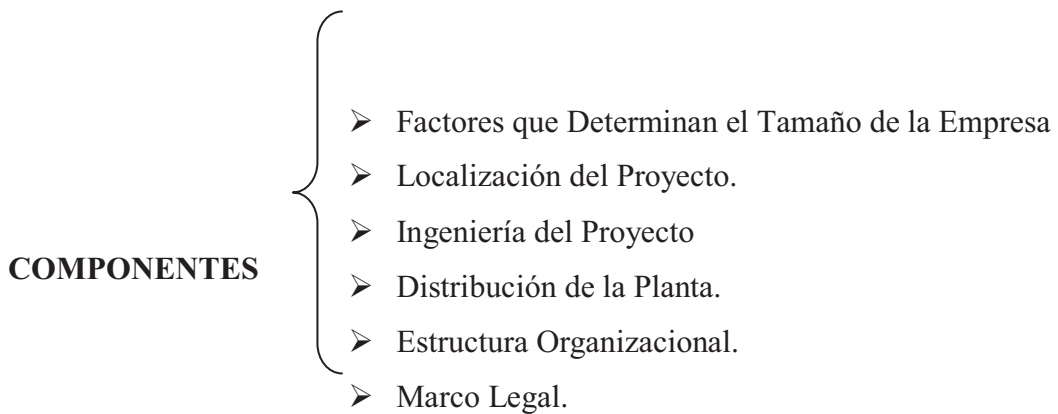 COMPONENTES
➢ Factores que Determinan el Tamaño de la Empresa
➢ Localización del Proyecto.
➢ Ingeniería del Proyecto
➢ Distribución de la Planta.
➢ Estructura Organizacional.
➢ Marco Legal.